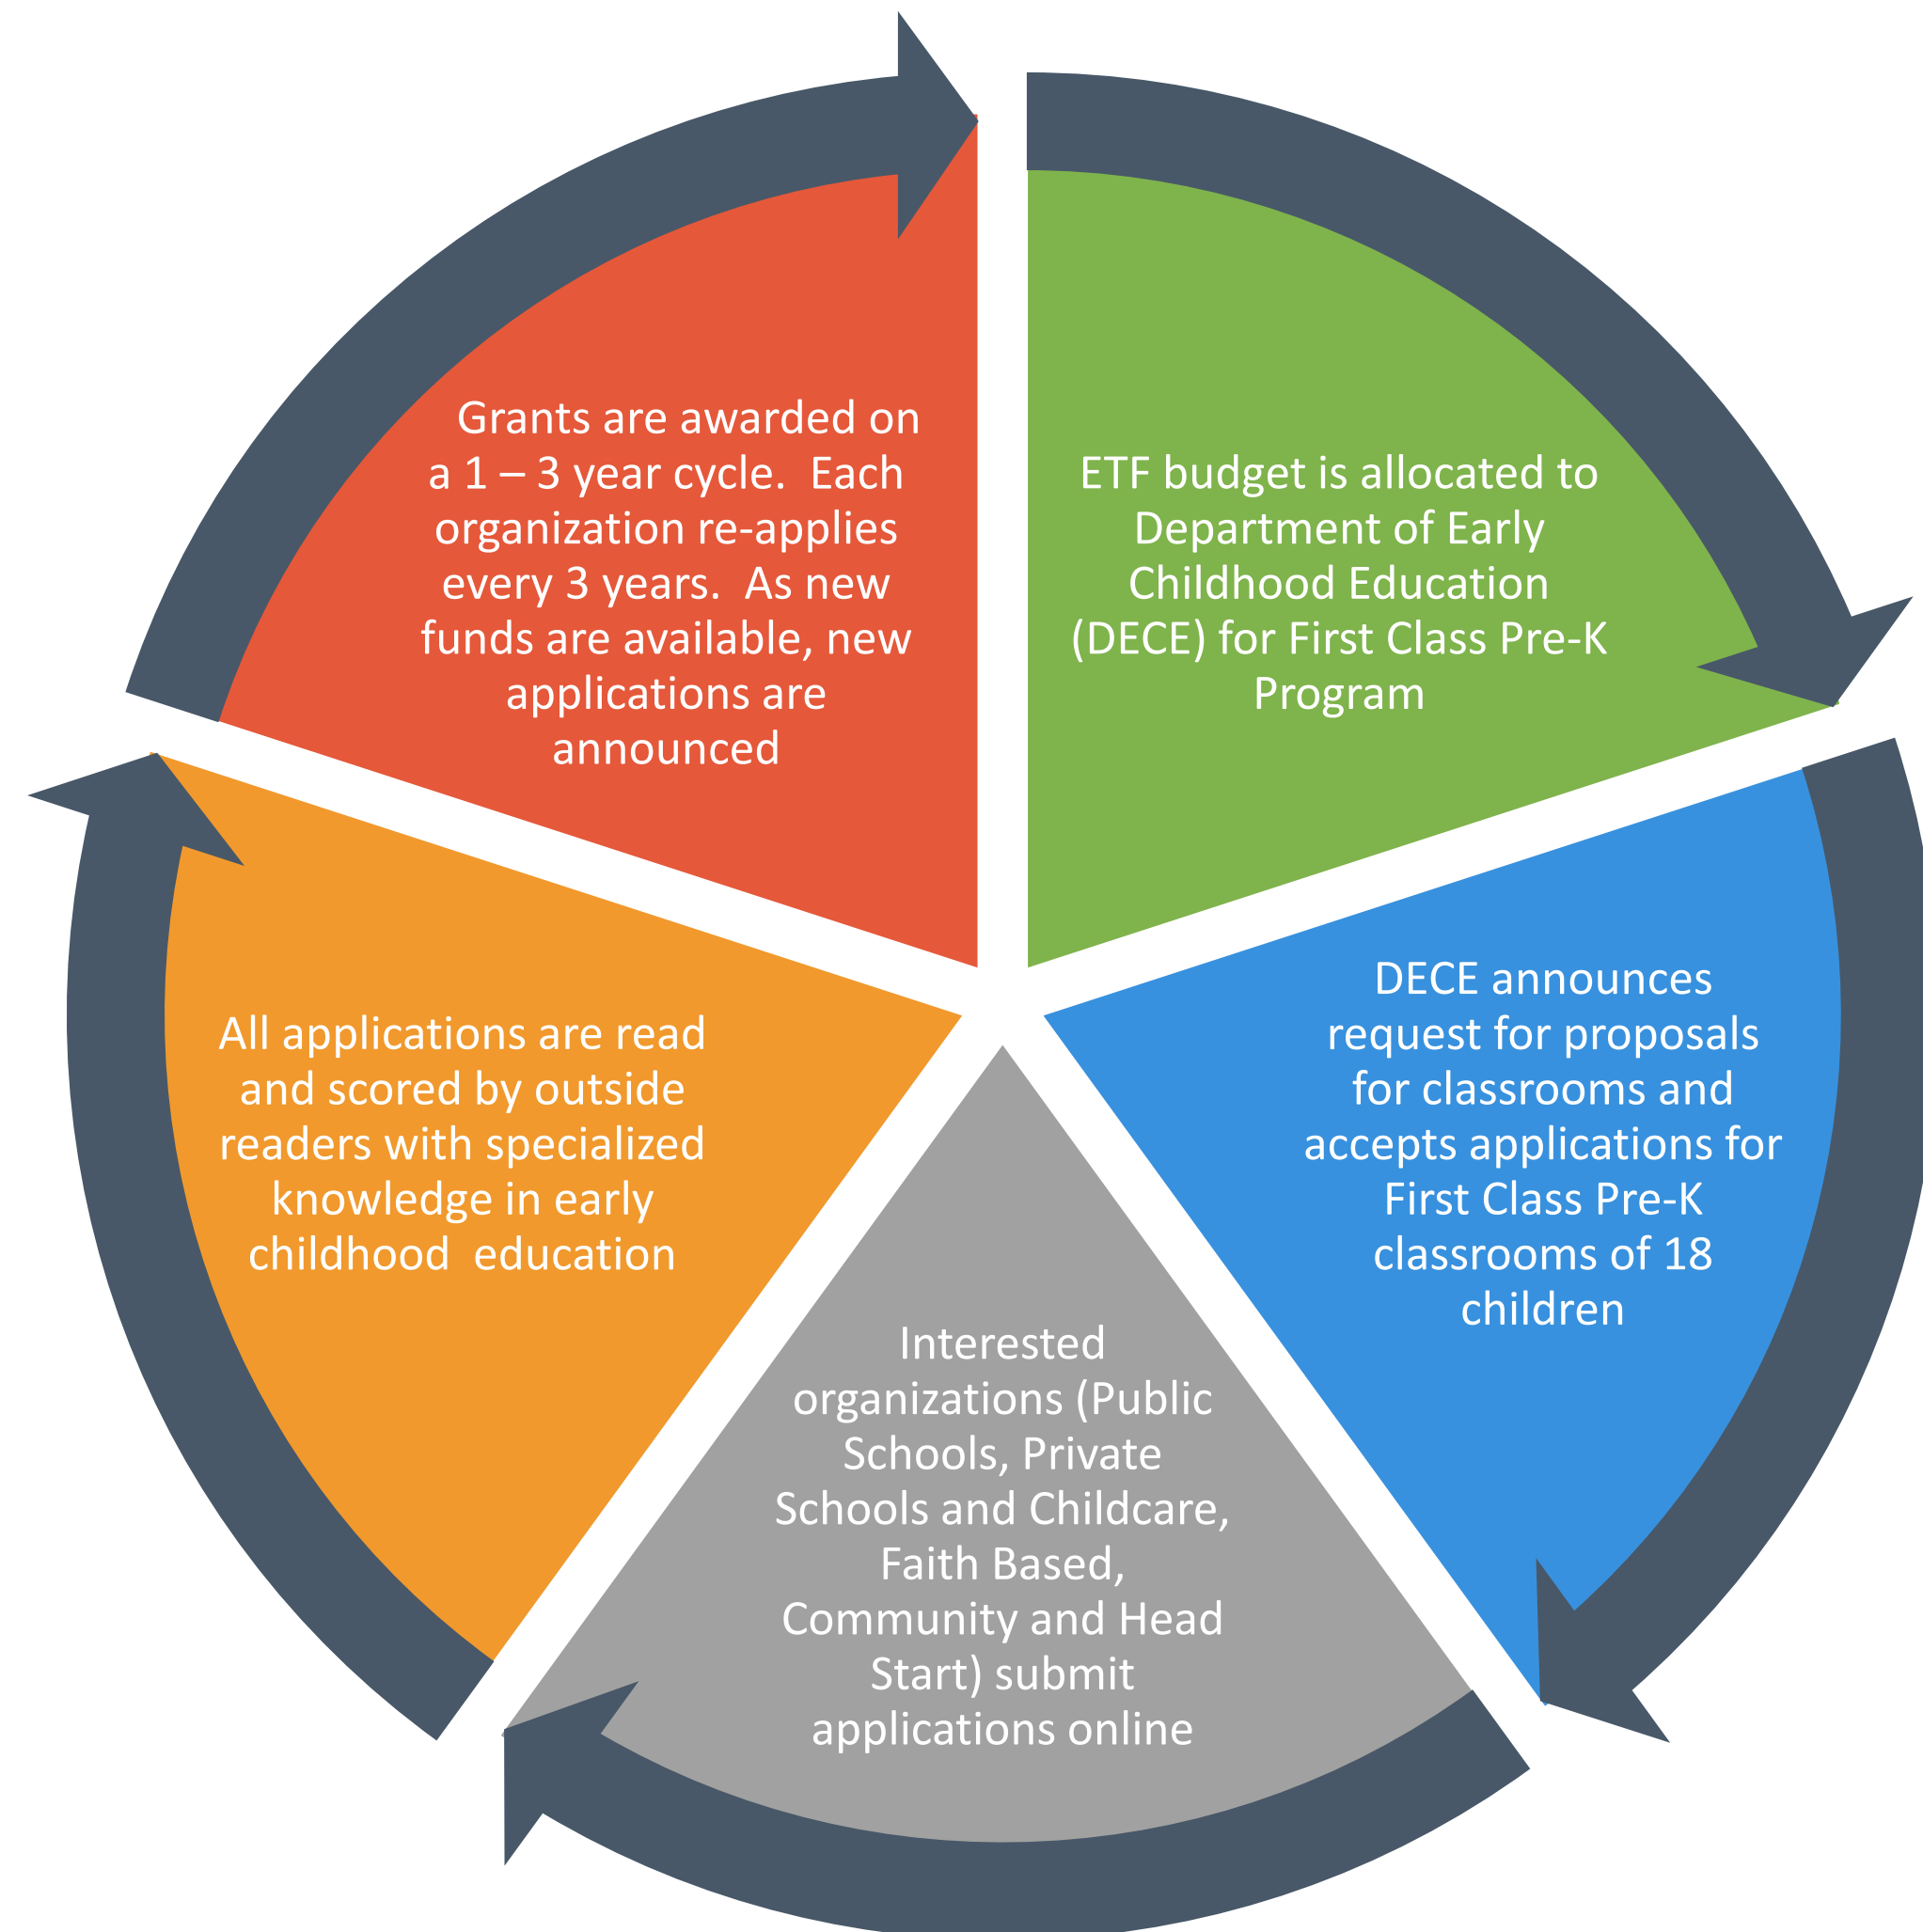 ETF budget is allocated to
Department of Early
Childhood Education
(DECE) for First Class Pre-K
Program
DECE announces
request for proposals
for classrooms and
accepts applications for
First Class Pre-K
classrooms of 18
children
Interested
organizations (Public
Schools, Private
Schools and Childcare,
Faith Based,
Community and Head
Start) submit
applications online
All applications are read
and scored by outside
readers with specialized
knowledge in early
childhood  education
Grants are awarded on
a 1 – 3 year cycle.  Each
organization re-applies
every 3 years.  As new
funds are available, new
applications are
announced